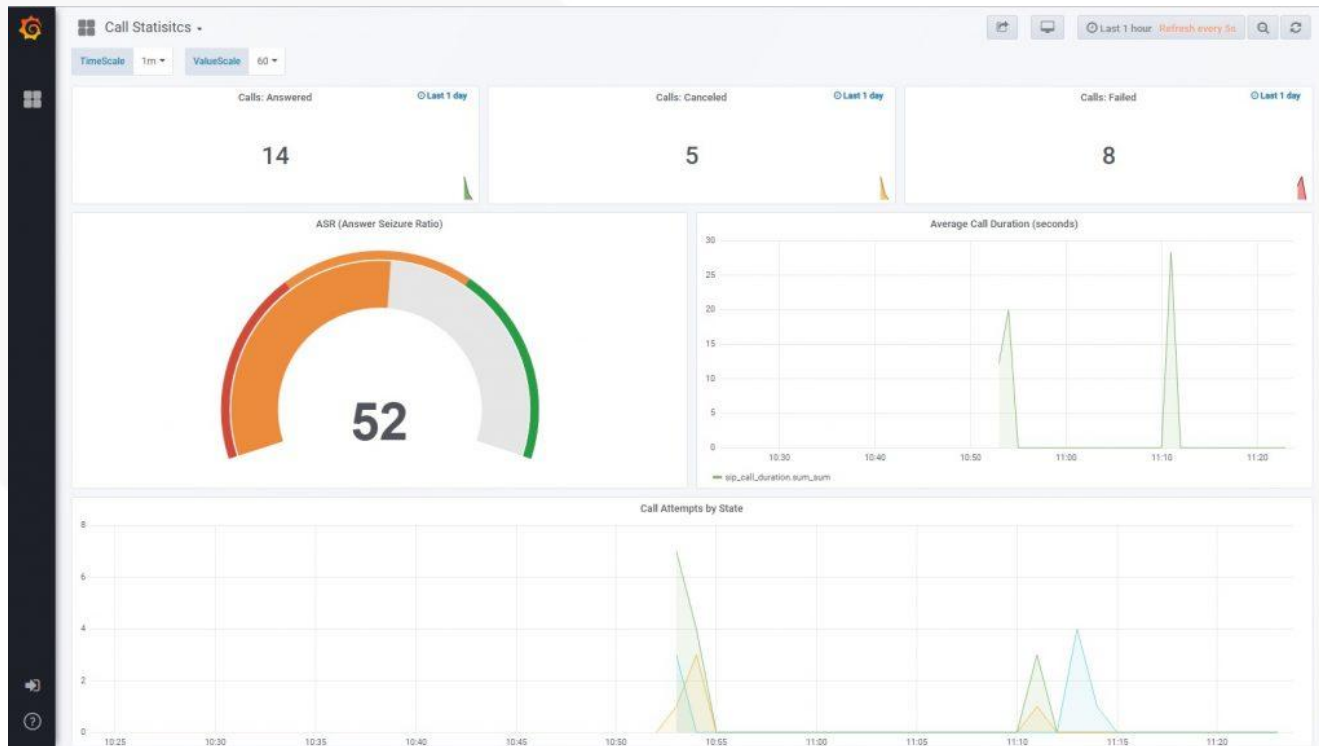 Call Statisitcs
Last 1 hour Refresh every 5s
TimeScale 1m ValueScale 60
Calls: Answered Last 1 day
14
Calls: Canceled Last 1 day
5
Calls: Failed Last 1 day
8
ASR (Answer Seizure Ratio)
52
Average Call Duration (seconds)
30
25
20
15
10
5
0
10:30 10:40 10:50 11:00 11:10 11:20
sip_call_duration.sum_sum
Call Attempts by State
8
6
4
2
0
10:25 10:30 10:35 10:40 10:45 10:50 10:55 11:00 11:05 11:10 11:15 11:20
?